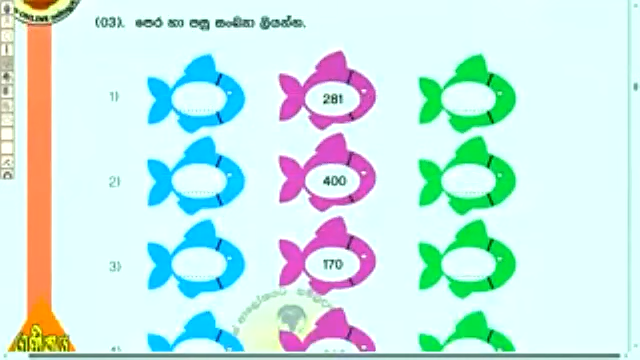 (03). පෙර හා පසු සංඛ්‍යා ලියන්න.
1) 281
2) 400
3) 170